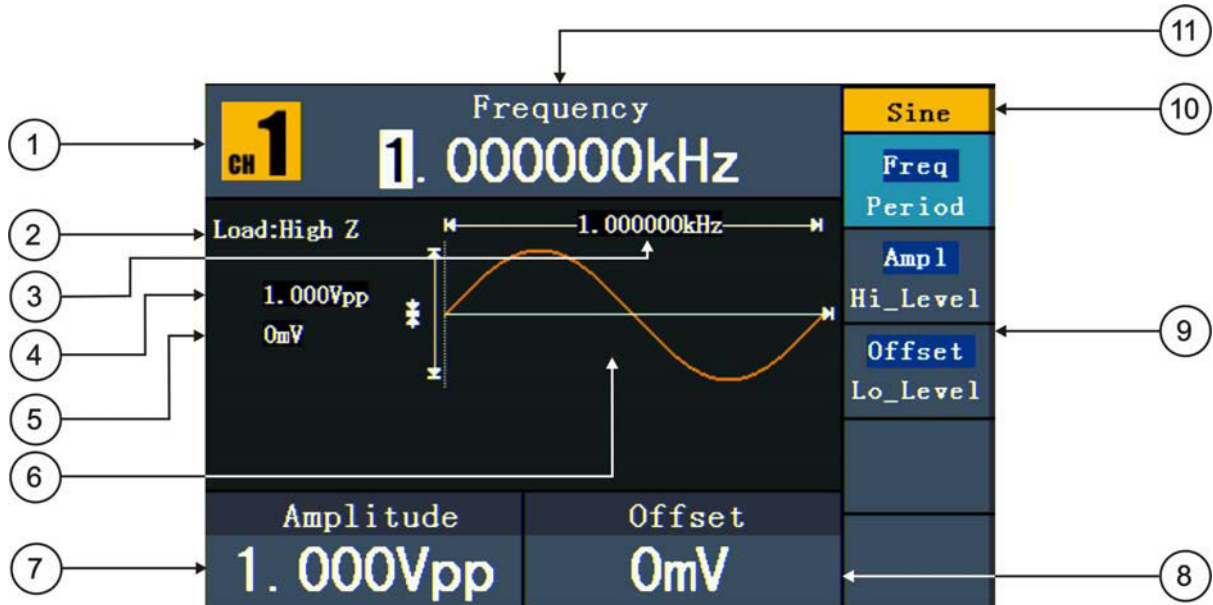 11
Frequency
CH 1
1. 000000kHz
Sine
10
1
Freq
Period
2
Load:High Z
1.000000kHz
3
1.000Vpp
Ampl
Hi_Level
4
0mV
Offset
Lo_Level
9
5
6
Amplitude
Offset
7
1. 000Vpp
0mV
8